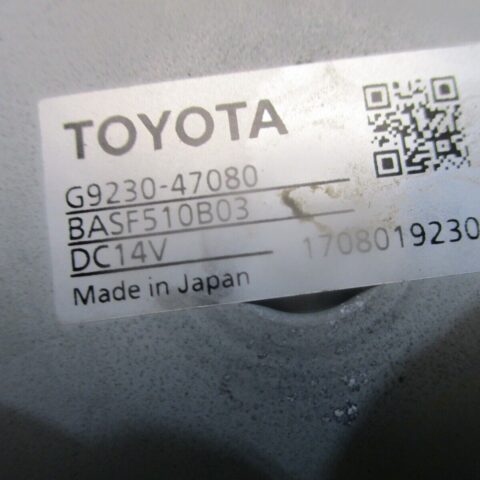 TOYOTA
G9230-47080
BASF510B03
DC14V
1708019230
Made in Japan